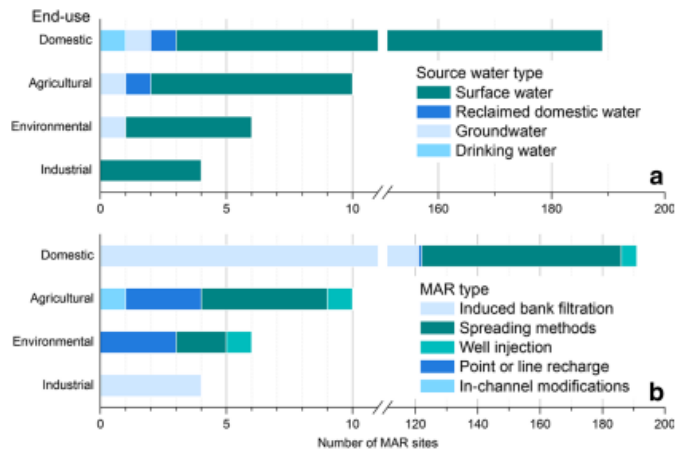 End-use
Domestic
Agricultural
Environmental
Industrial
Source water type
Surface water
Reclaimed domestic water
Groundwater
Drinking water
a
0 5 10 160 180 200
Domestic
Agricultural
Environmental
Industrial
MAR type
Induced bank filtration
Spreading methods
Well injection
Point or line recharge
In-channel modifications
b
0 5 10 120 140 160 180 200
Number of MAR sites